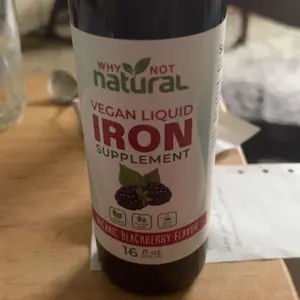 WHY NOT
natural
VEGAN LIQUID
IRON
SUPPLEMENT
ORGANIC BLACKBERRY FLAVOR
16 fl oz